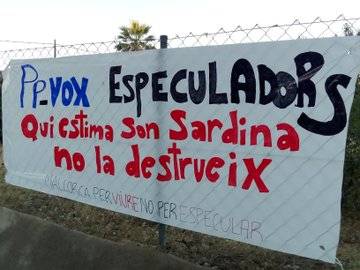 PP-VOX ESPECULADORS
Qui estima Son Sardina
no la destrueix
MALLORCA PER VIURE NO PER ESPECULAR